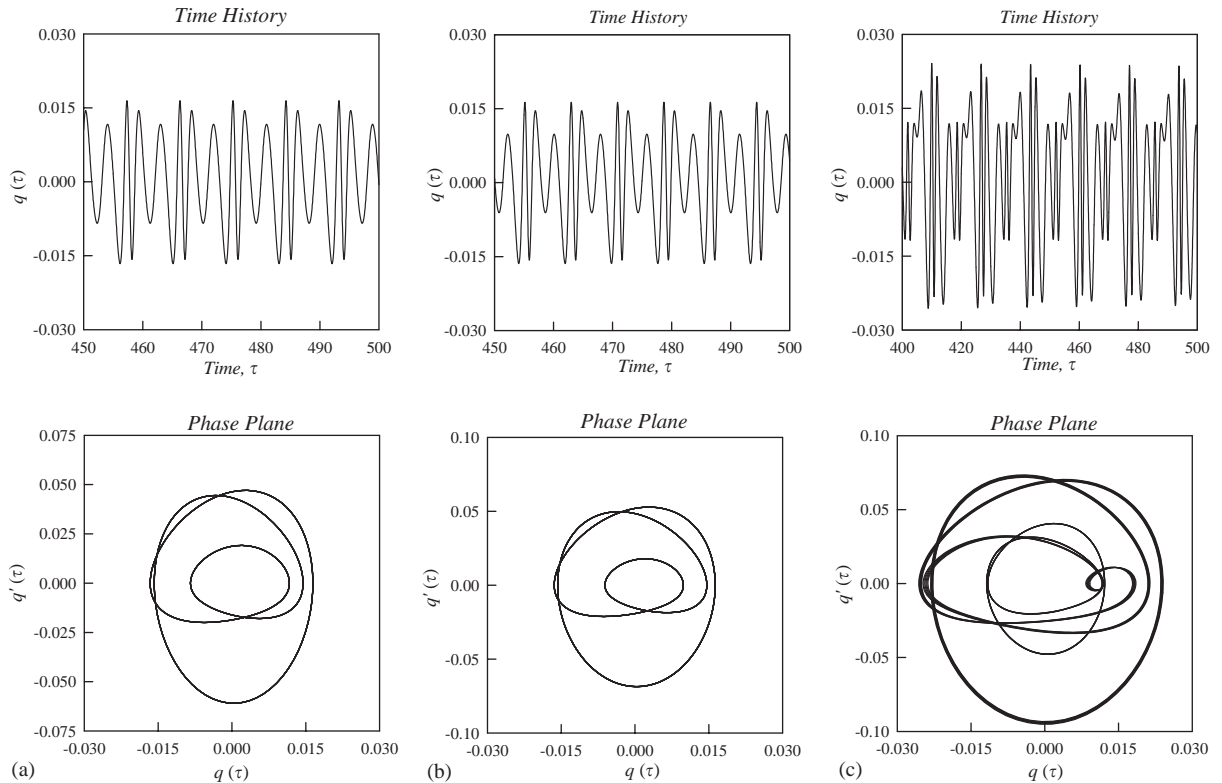 Time History
0.030
0.015
0.000
-0.015
-0.030
q (τ)
450 460 470 480 490 500
Time, τ
Time History
0.030
0.015
0.000
-0.015
-0.030
q (τ)
450 460 470 480 490 500
Time, τ
Time History
0.030
0.015
0.000
-0.015
-0.030
q (τ)
400 420 440 460 480 500
Time, τ
Phase Plane
0.075
0.050
0.025
0.000
-0.025
-0.050
-0.075
q′(τ)
-0.030 -0.015 0.000 0.015 0.030
(a) q (τ)
Phase Plane
0.10
0.05
0.00
-0.05
-0.10
q′(τ)
-0.030 -0.015 0.000 0.015 0.030
(b) q (τ)
Phase Plane
0.10
0.05
0.00
-0.05
-0.10
q′(τ)
-0.030 -0.015 0.000 0.015 0.030
(c) q (τ)